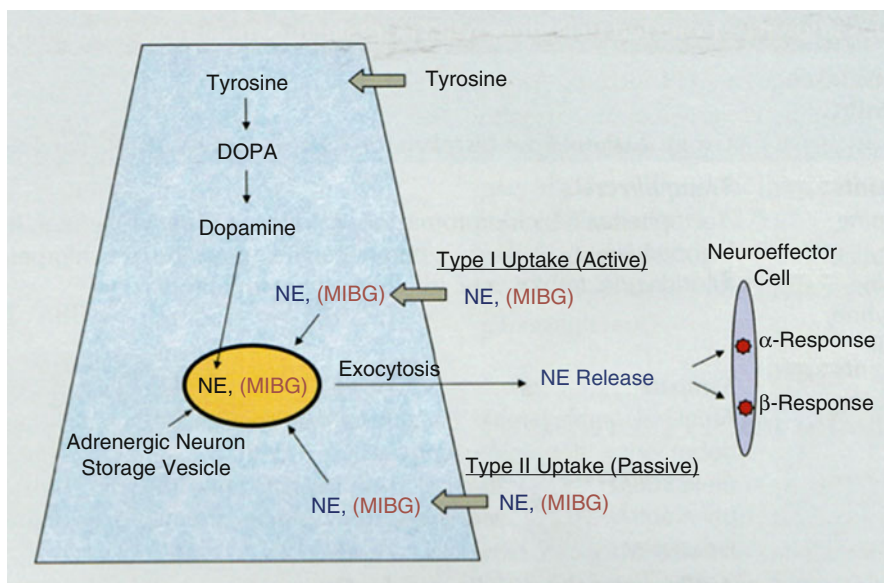 Tyrosine
Tyrosine
DOPA
Dopamine
Type I Uptake (Active)
NE, (MIBG)
NE, (MIBG)
Neuroeffector
Cell
α-Response
β-Response
NE, (MIBG)
Exocytosis
NE Release
Adrenergic Neuron
Storage Vesicle
Type II Uptake (Passive)
NE, (MIBG)
NE, (MIBG)